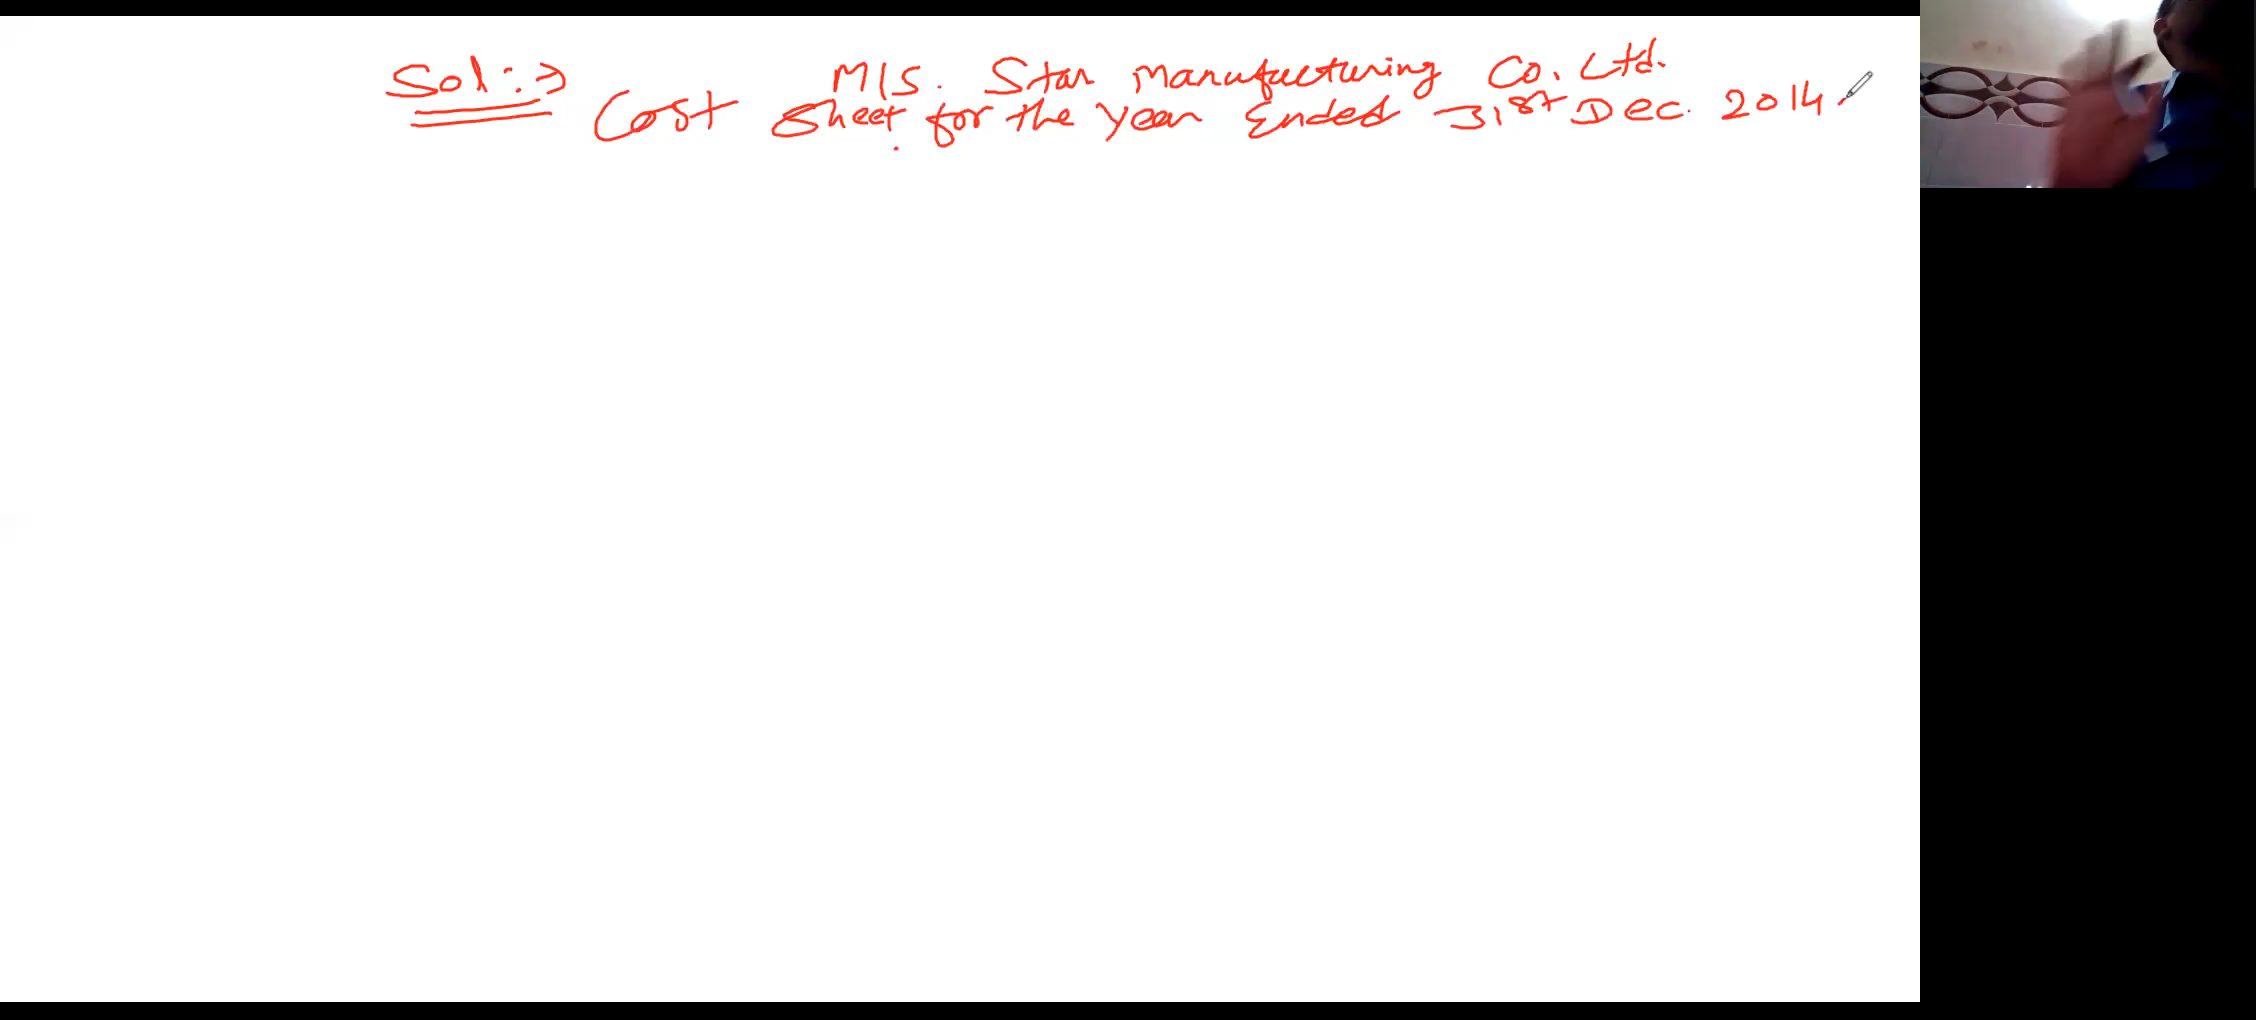 Sol:→ M/S. Star Manufacturing Co. Ltd.
Cost Sheet for the Year Ended 31st Dec. 2014.